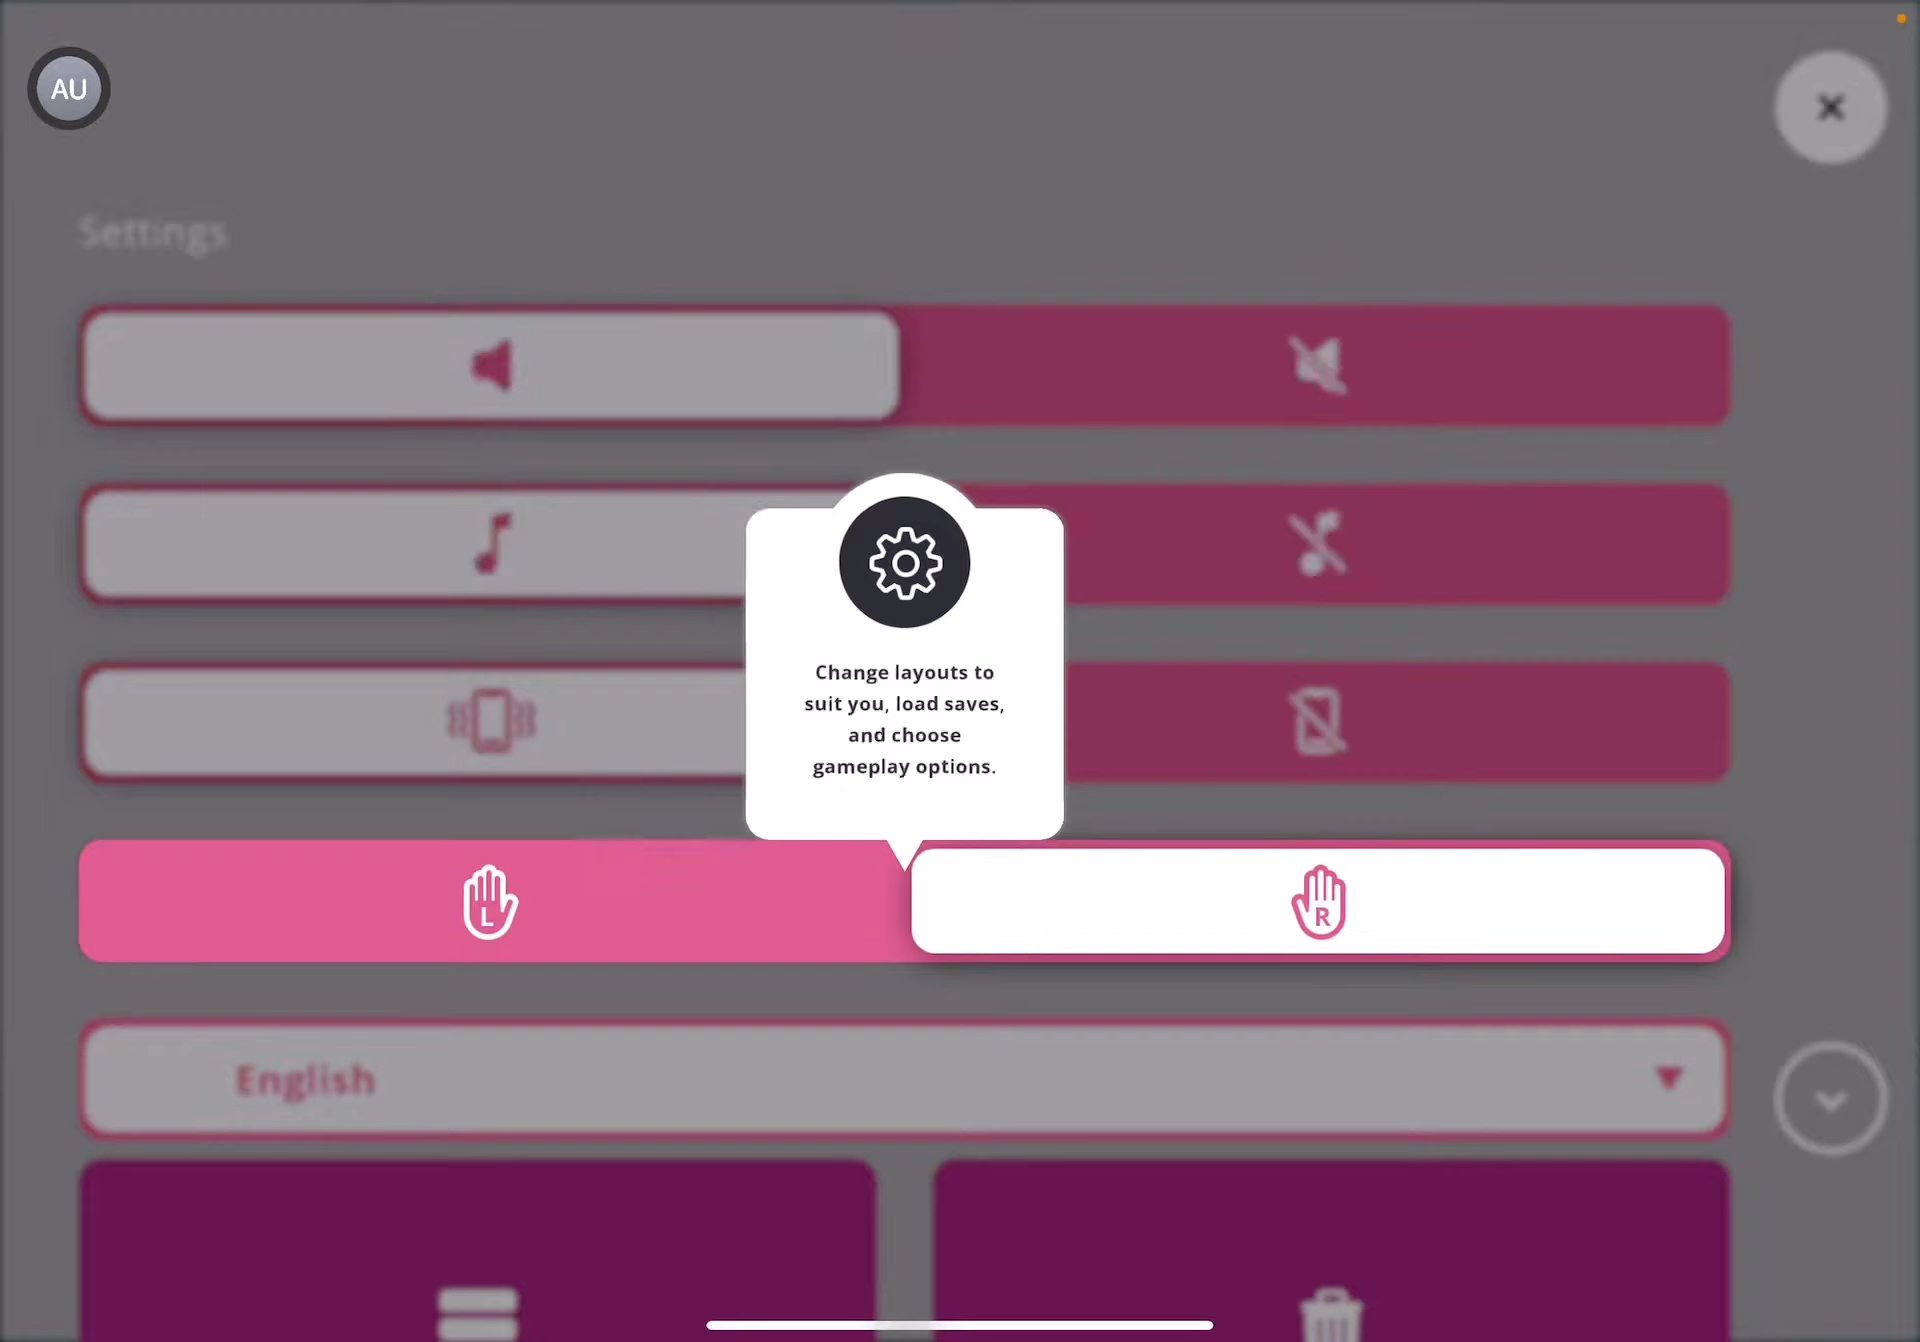 AU
Settings
Change layouts to
suit you, load saves,
and choose
gameplay options.
L
R
English